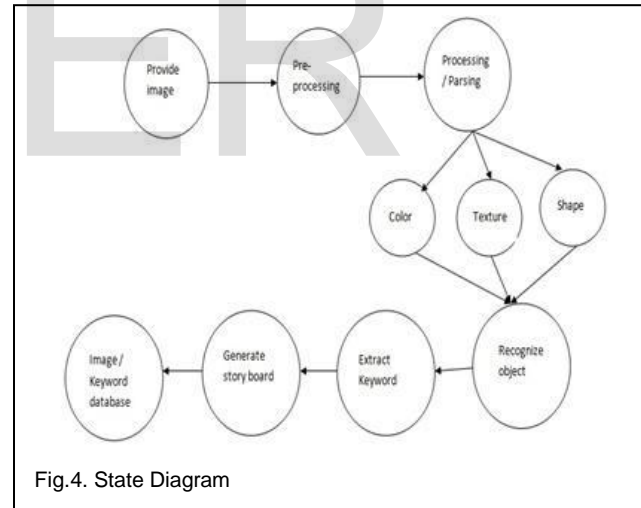 ER
Provide
image
Pre-
processing
Processing
/ Parsing
Color
Texture
Shape
Recognize
object
Extract
Keyword
Generate
story board
Image /
Keyword
database
Fig.4. State Diagram